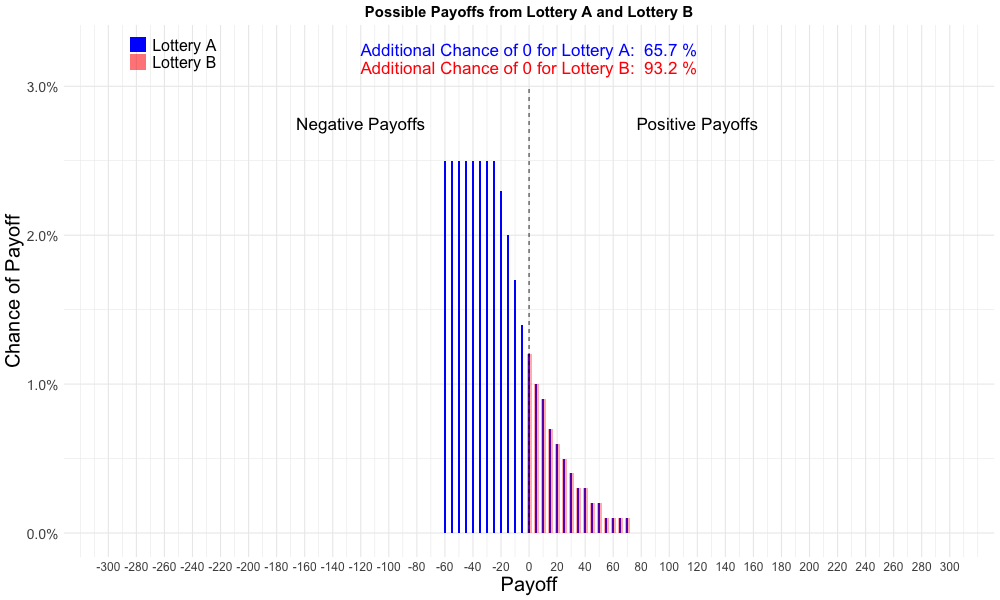 Possible Payoffs from Lottery A and Lottery B
Lottery A
Lottery B
Additional Chance of 0 for Lottery A: 65.7 %
Additional Chance of 0 for Lottery B: 93.2 %
Negative Payoffs
Positive Payoffs
Chance of Payoff
3.0%
2.0%
1.0%
0.0%
-300 -280 -260 -240 -220 -200 -180 -160 -140 -120 -100 -80 -60 -40 -20 0 20 40 60 80 100 120 140 160 180 200 220 240 260 280 300
Payoff